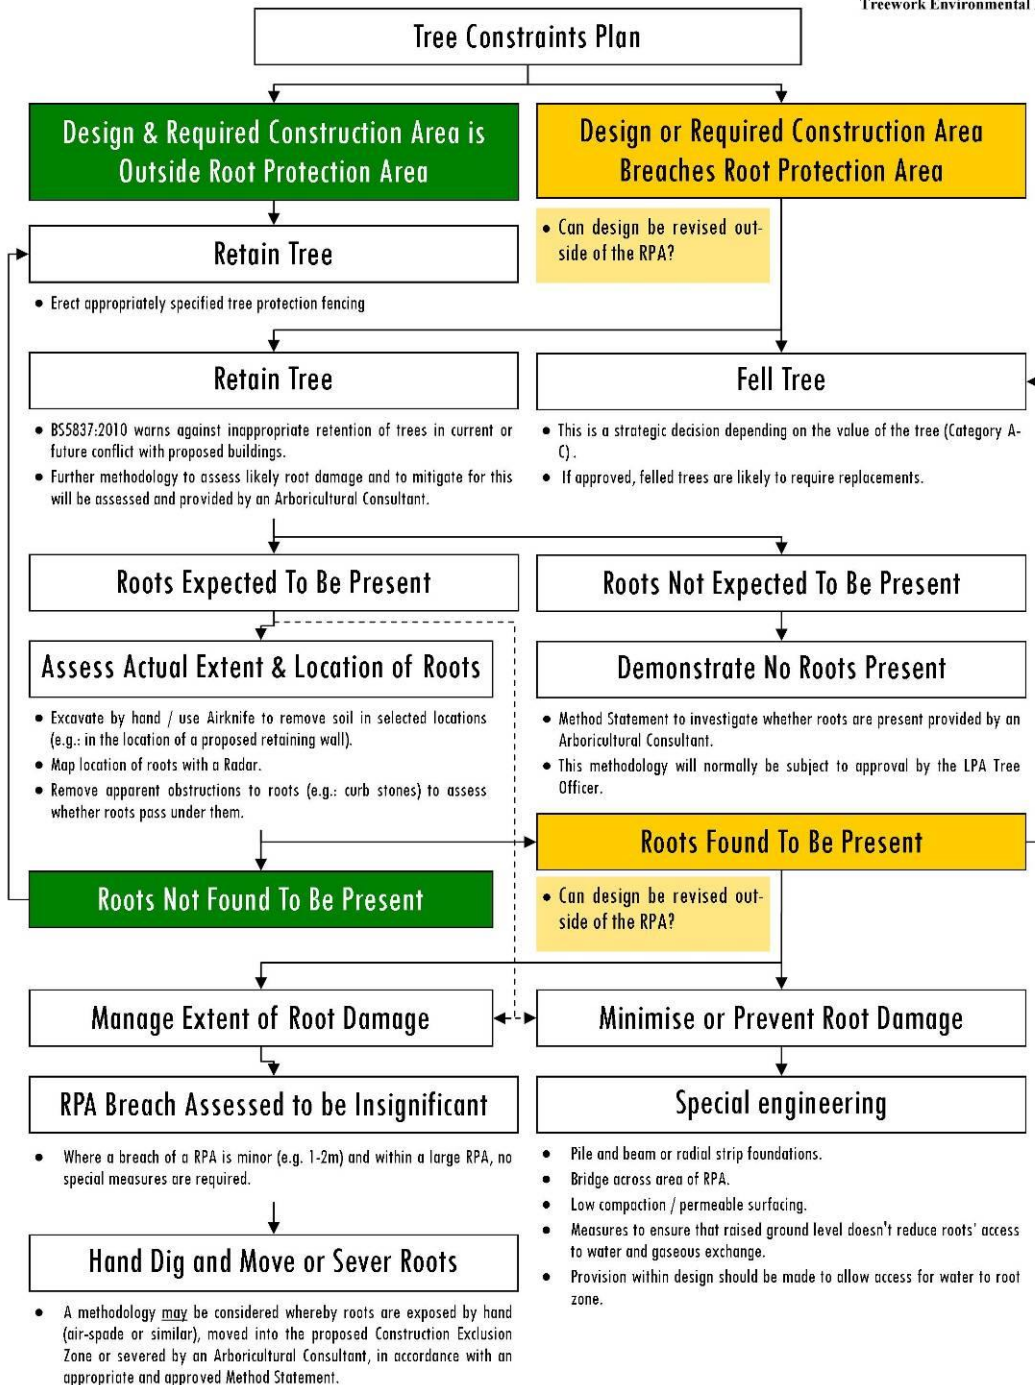 Treework Environmental
Tree Constraints Plan
Design & Required Construction Area is
Outside Root Protection Area
Design or Required Construction Area
Breaches Root Protection Area
• Can design be revised out-
side of the RPA?
Retain Tree
• Erect appropriately specified tree protection fencing
Retain Tree
• BS5837:2010 warns against inappropriate retention of trees in current or
future conflict with proposed buildings.
• Further methodology to assess likely root damage and to mitigate for this
will be assessed and provided by an Arboricultural Consultant.
Fell Tree
• This is a strategic decision depending on the value of the tree (Category A-
C) .
• If approved, felled trees are likely to require replacements.
Roots Expected To Be Present
Roots Not Expected To Be Present
Assess Actual Extent & Location of Roots
• Excavate by hand / use Airknife to remove soil in selected locations
(e.g.: in the location of a proposed retaining wall).
• Map location of roots with a Radar.
• Remove apparent obstructions to roots (e.g.: curb stones) to assess
whether roots pass under them.
Demonstrate No Roots Present
• Method Statement to investigate whether roots are present provided by an
Arboricultural Consultant.
• This methodology will normally be subject to approval by the LPA Tree
Officer.
Roots Found To Be Present
Roots Not Found To Be Present
• Can design be revised out-
side of the RPA?
Manage Extent of Root Damage
Minimise or Prevent Root Damage
RPA Breach Assessed to be Insignificant
• Where a breach of a RPA is minor (e.g. 1-2m) and within a large RPA, no
special measures are required.
Special engineering
• Pile and beam or radial strip foundations.
• Bridge across area of RPA.
• Low compaction / permeable surfacing.
• Measures to ensure that raised ground level doesn't reduce roots' access
to water and gaseous exchange.
• Provision within design should be made to allow access for water to root
zone.
Hand Dig and Move or Sever Roots
• A methodology may be considered whereby roots are exposed by hand
(air-spade or similar), moved into the proposed Construction Exclusion
Zone or severed by an Arboricultural Consultant, in accordance with an
appropriate and approved Method Statement.